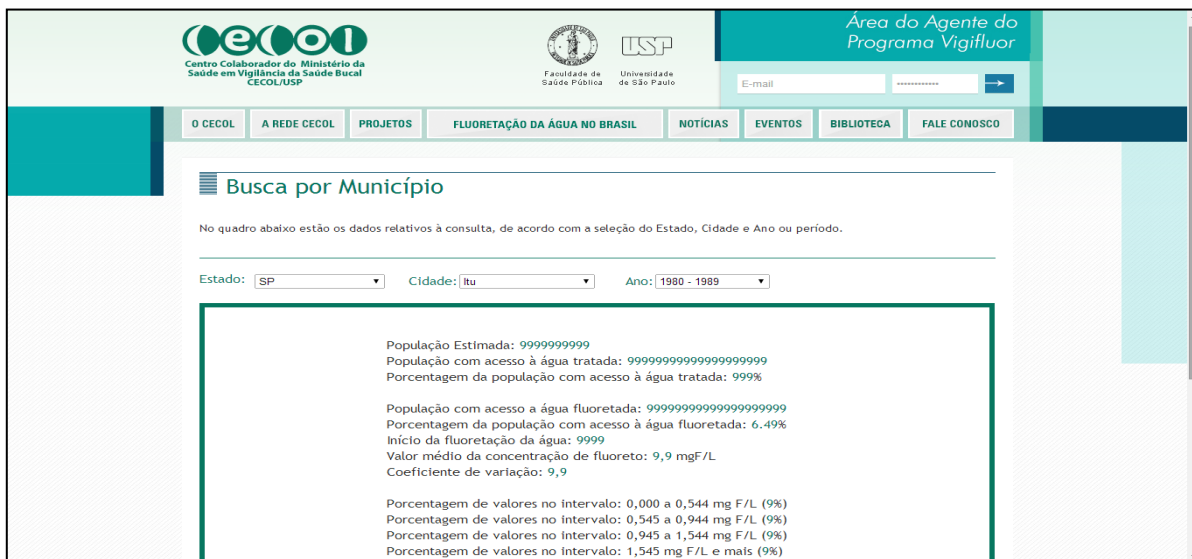 cecol
Centro Colaborador do Ministério da
Saúde em Vigilância da Saúde Bucal
CECOL/USP
Faculdade de
Saúde Pública
USP
Universidade
de São Paulo
Área do Agente do
Programa Vigifluor
E-mail
O CECOL
A REDE CECOL
PROJETOS
FLUORETAÇÃO DA ÁGUA NO BRASIL
NOTÍCIAS
EVENTOS
BIBLIOTECA
FALE CONOSCO
Busca por Município
No quadro abaixo estão os dados relativos à consulta, de acordo com a seleção do Estado, Cidade e Ano ou período.
Estado: SP Cidade: Itu Ano: 1980 - 1989
População Estimada: 9999999999
População com acesso à água tratada: 99999999999999999999
Porcentagem da população com acesso à água tratada: 999%
População com acesso a água fluoretada: 99999999999999999999
Porcentagem da população com acesso à água fluoretada: 6.49%
Início da fluoretação da água: 9999
Valor médio da concentração de fluoreto: 9,9 mgF/L
Coeficiente de variação: 9,9
Porcentagem de valores no intervalo: 0,000 a 0,544 mg F/L (9%)
Porcentagem de valores no intervalo: 0,545 a 0,944 mg F/L (9%)
Porcentagem de valores no intervalo: 0,945 a 1,544 mg F/L (9%)
Porcentagem de valores no intervalo: 1,545 mg F/L e mais (9%)